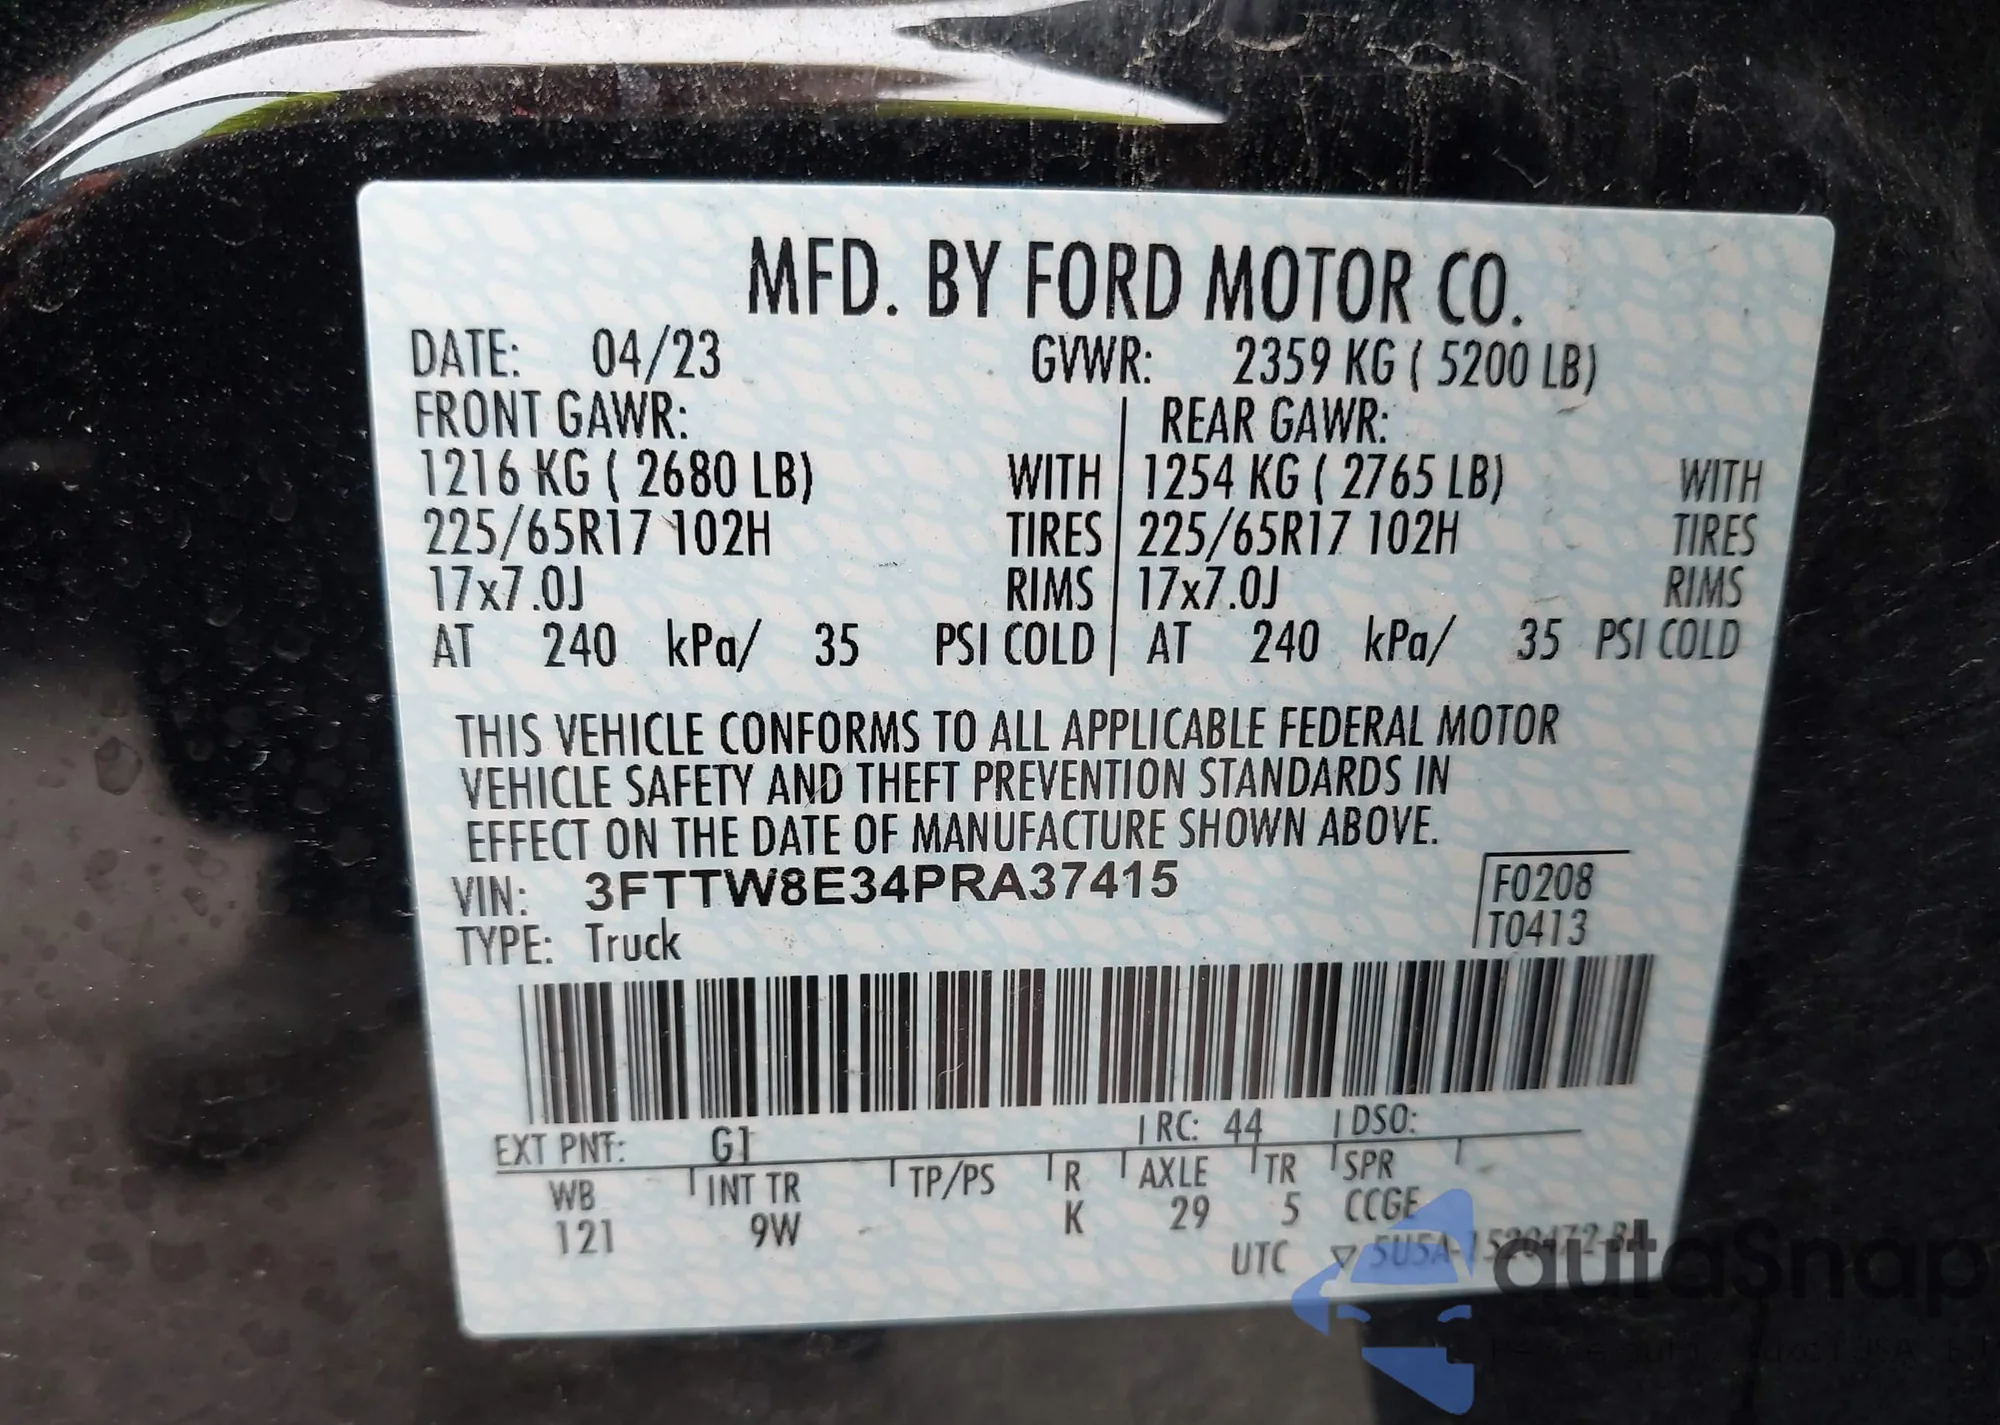 MFD. BY FORD MOTOR CO.
DATE: 04/23 GVWR: 2359 KG ( 5200 LB)
FRONT GAWR: REAR GAWR:
1216 KG ( 2680 LB) WITH 1254 KG ( 2765 LB) WITH
225/65R17 102H TIRES 225/65R17 102H TIRES
17x7.0J RIMS 17x7.0J RIMS
AT 240 kPa/ 35 PSI COLD AT 240 kPa/ 35 PSI COLD
THIS VEHICLE CONFORMS TO ALL APPLICABLE FEDERAL MOTOR
VEHICLE SAFETY AND THEFT PREVENTION STANDARDS IN
EFFECT ON THE DATE OF MANUFACTURE SHOWN ABOVE.
VIN: 3FTTW8E34PRA37415 F0208
TYPE: Truck T0413
EXT PNT: G1 RC: 44 DSO:
WB INT TR TP/PS R AXLE TR SPR
121 9W K 29 5 CCGE
UTC
autaSnap